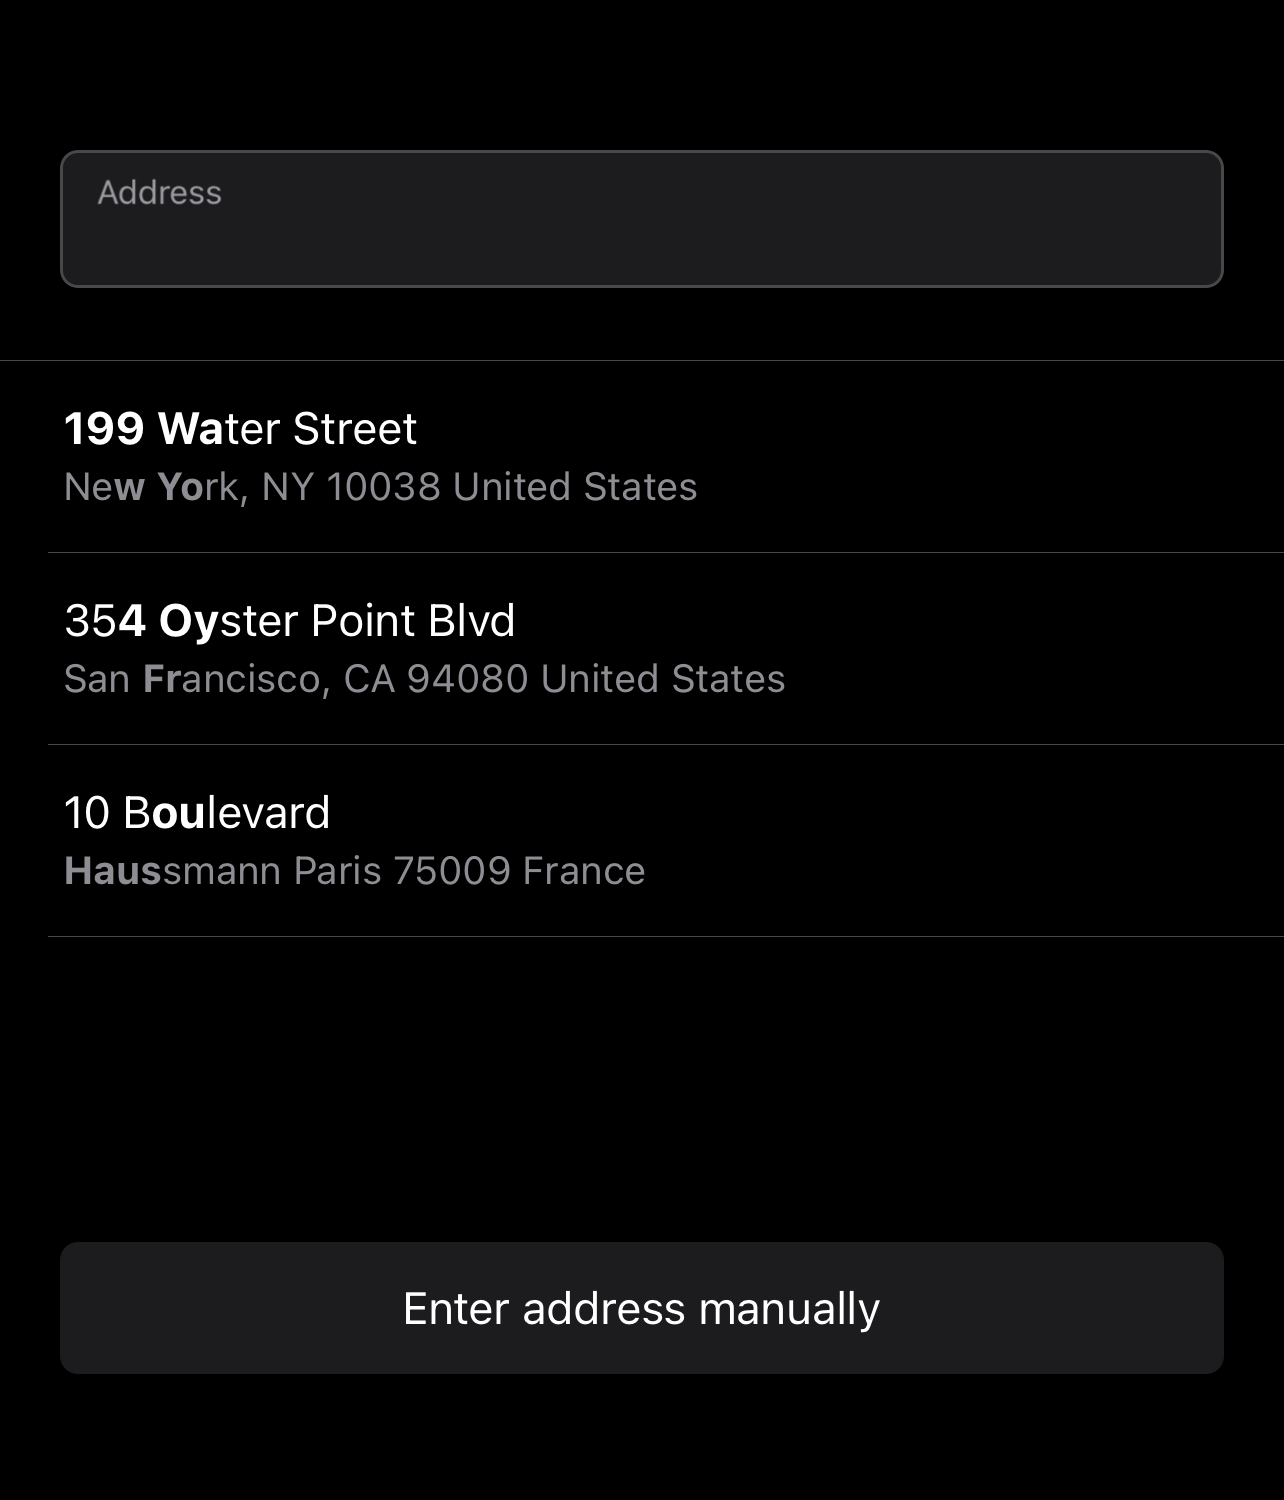 Address
199 Water Street
New York, NY 10038 United States
354 Oyster Point Blvd
San Francisco, CA 94080 United States
10 Boulevard
Haussmann Paris 75009 France
Enter address manually